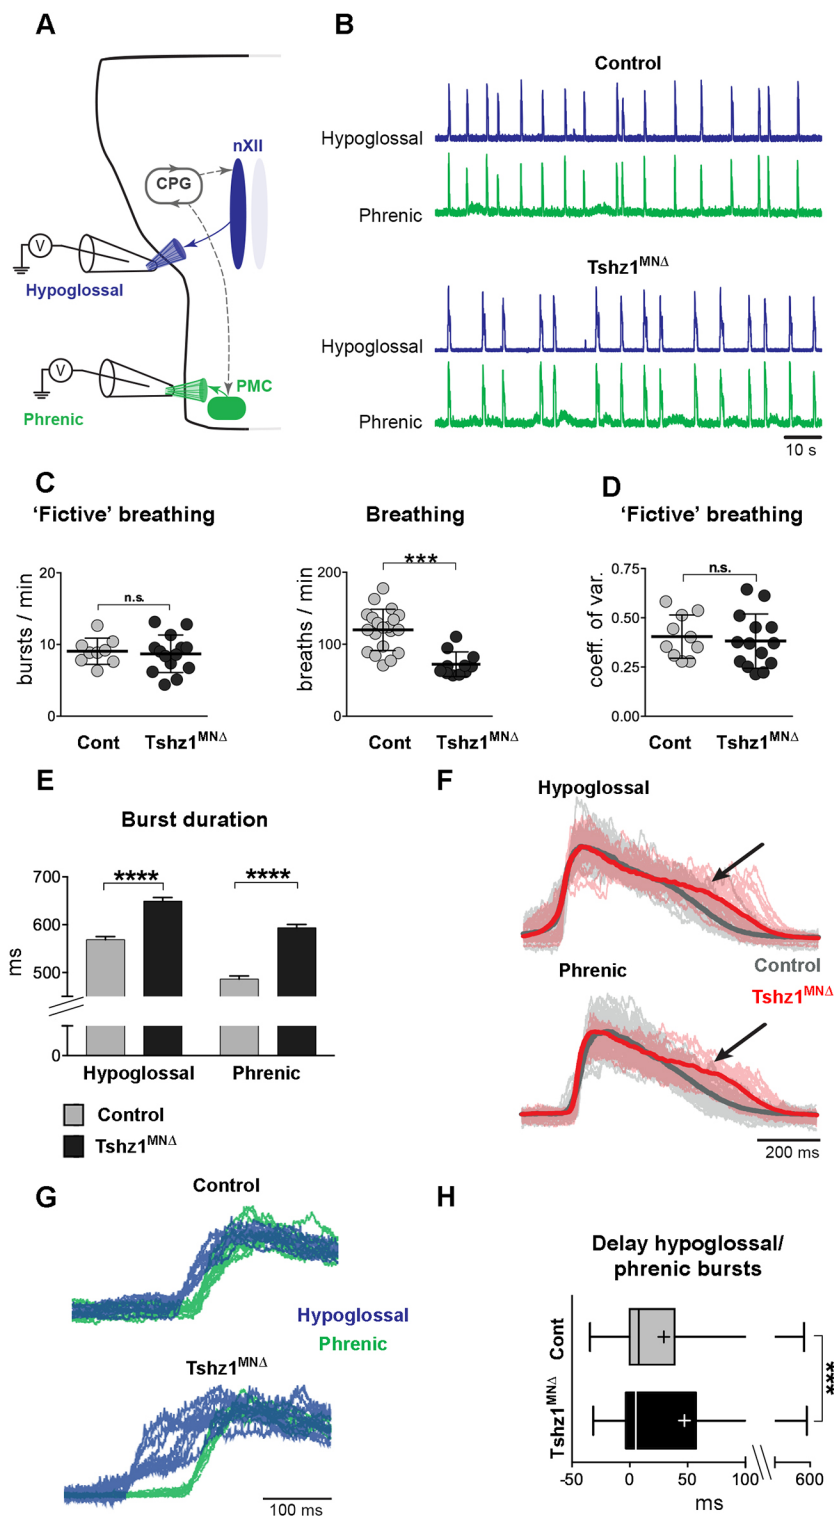 A
nXII
CPG
V
Hypoglossal
V
PMC
Phrenic
B
Control
Hypoglossal
Phrenic
Tshz1MNΔ
Hypoglossal
Phrenic
10 s
C
‘Fictive’ breathing
bursts / min
20
10
0
n.s.
Cont
Tshz1MNΔ
Breathing
breaths / min
200
100
0
***
Cont
Tshz1MNΔ
D
‘Fictive’ breathing
coeff. of var.
0.75
0.50
0.25
0.00
n.s.
Cont
Tshz1MNΔ
E
Burst duration
ms
700
600
500
0
****
****
Hypoglossal
Phrenic
Control
Tshz1MNΔ
F
Hypoglossal
Phrenic
Control
Tshz1MNΔ
200 ms
G
Control
Hypoglossal
Phrenic
Tshz1MNΔ
100 ms
H
Delay hypoglossal/
phrenic bursts
Cont
Tshz1MNΔ
***
-50
0
50
100
600
ms